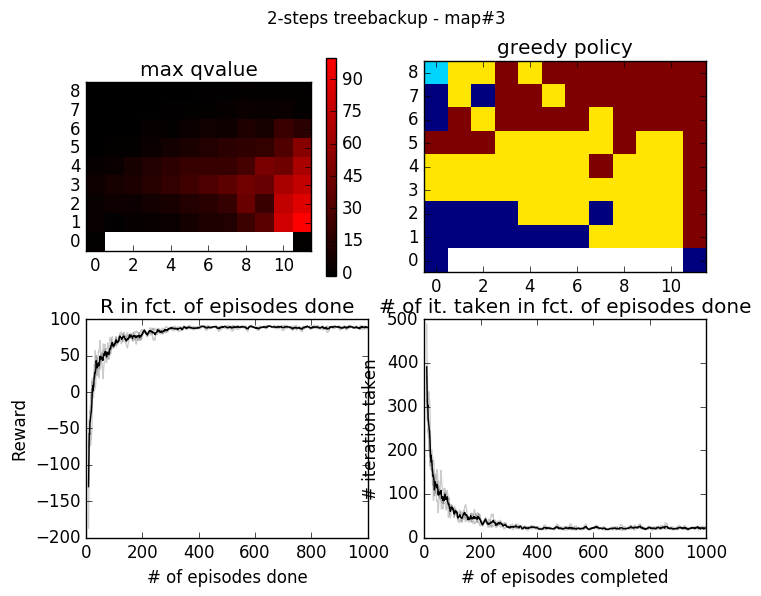 2-steps treebackup - map#3
max qvalue
8
7
6
5
4
3
2
1
0
0 2 4 6 8 10
90
75
60
45
30
15
0
greedy policy
8
7
6
5
4
3
2
1
0
0 2 4 6 8 10
R in fct. of episodes done
100
50
0
−50
−100
−150
−200
Reward
0 200 400 600 800 1000
# of episodes done
# of it. taken in fct. of episodes done
500
400
300
200
100
0
# iteration taken
0 200 400 600 800 1000
# of episodes completed